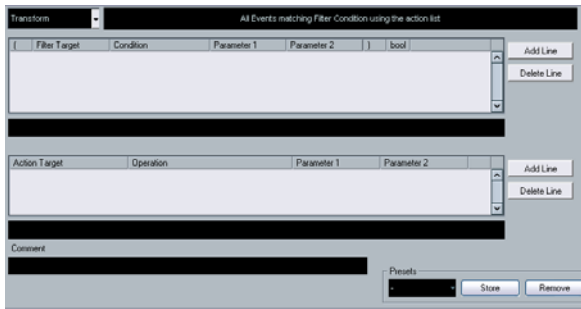 Transform All Events matching Filter Condition using the action list
( Filter Target Condition Parameter 1 Parameter 2 ) bool
Add Line
Delete Line
Action Target Operation Parameter 1 Parameter 2
Add Line
Delete Line
Comment
Presets
- Store Remove